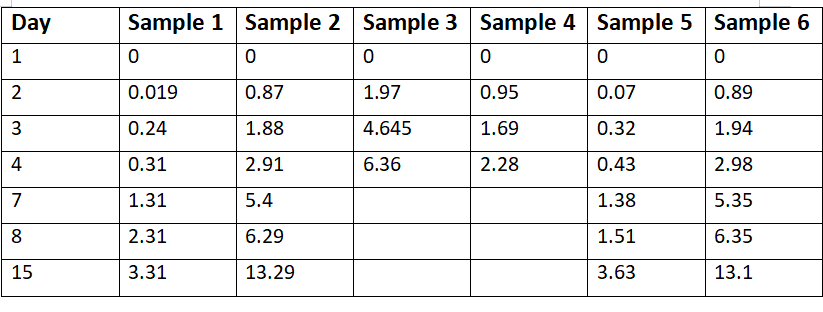 Day Sample 1 Sample 2 Sample 3 Sample 4 Sample 5 Sample 6
1 0 0 0 0 0 0
2 0.019 0.87 1.97 0.95 0.07 0.89
3 0.24 1.88 4.645 1.69 0.32 1.94
4 0.31 2.91 6.36 2.28 0.43 2.98
7 1.31 5.4 1.38 5.35
8 2.31 6.29 1.51 6.35
15 3.31 13.29 3.63 13.1